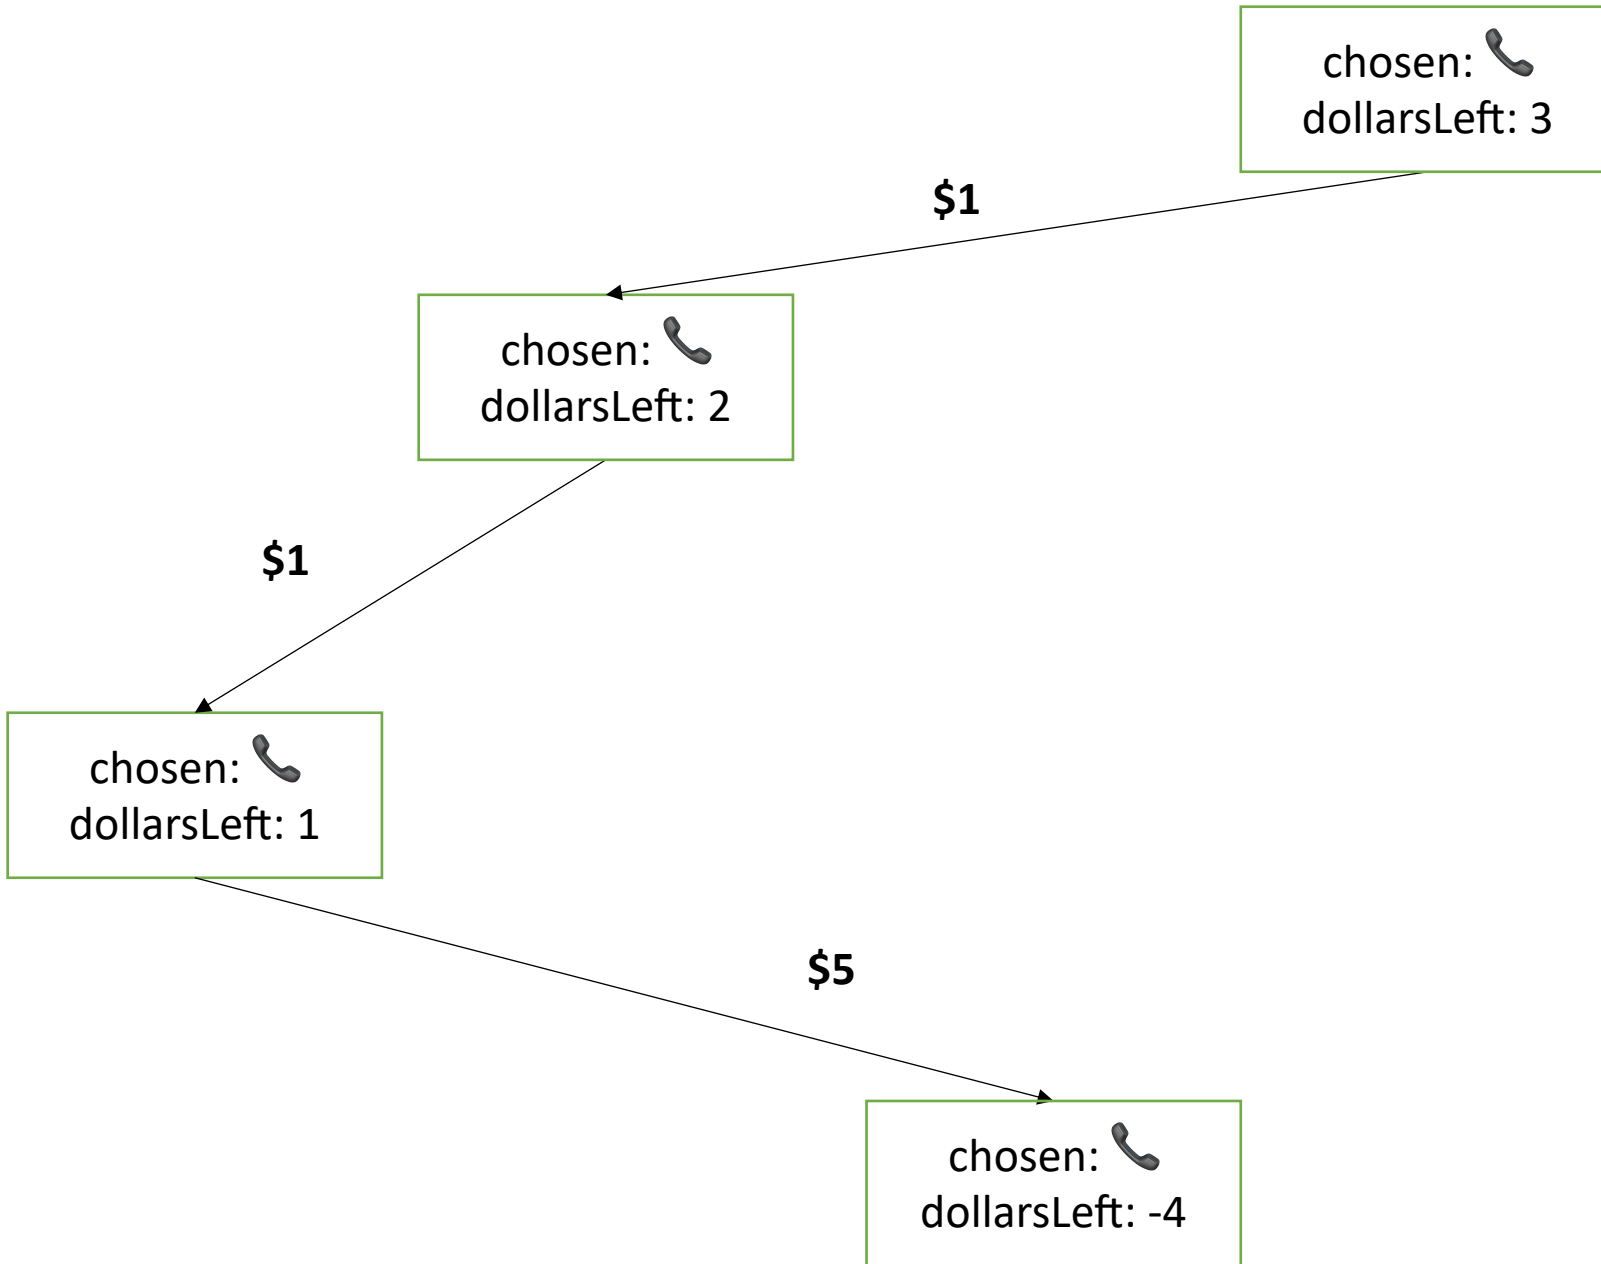 chosen: 📞
dollarsLeft: 3
$1
chosen: 📞
dollarsLeft: 2
$1
chosen: 📞
dollarsLeft: 1
$5
chosen: 📞
dollarsLeft: -4